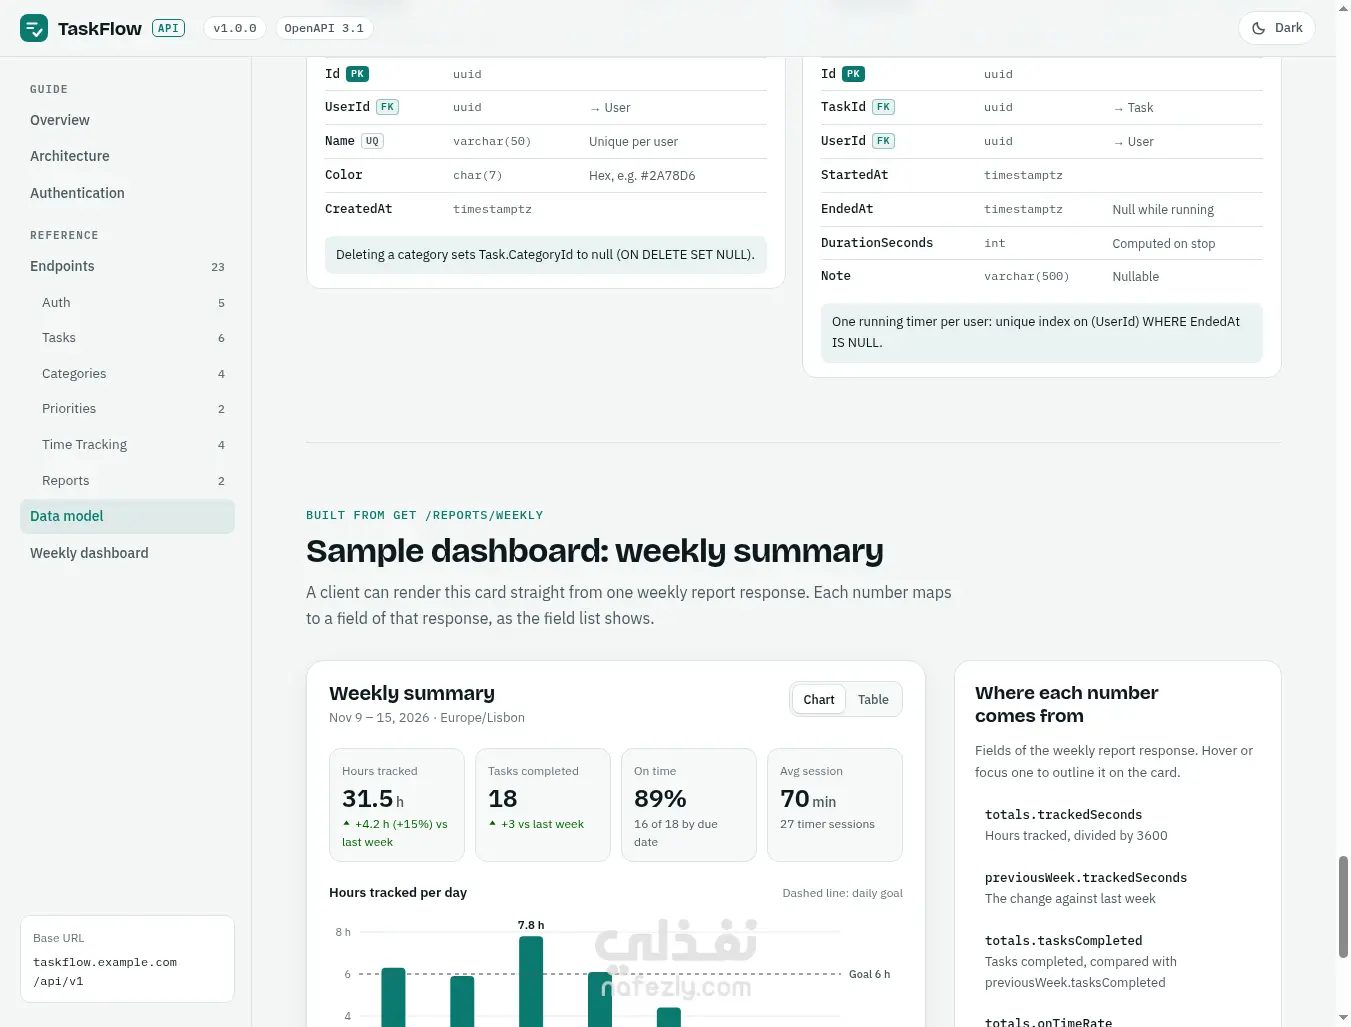 TaskFlow API v1.0.0 OpenAPI 3.1
Dark
GUIDE
Overview
Architecture
Authentication
REFERENCE
Endpoints 23
Auth 5
Tasks 6
Categories 4
Priorities 2
Time Tracking 4
Reports 2
Data model
Weekly dashboard
Base URL
taskflow.example.com
/api/v1
Id PK uuid
UserId FK uuid → User
Name UQ varchar(50) Unique per user
Color char(7) Hex, e.g. #2A78D6
CreatedAt timestamptz
Deleting a category sets Task.CategoryId to null (ON DELETE SET NULL).
Id PK uuid
TaskId FK uuid → Task
UserId FK uuid → User
StartedAt timestamptz
EndedAt timestamptz Null while running
DurationSeconds int Computed on stop
Note varchar(500) Nullable
One running timer per user: unique index on (UserId) WHERE EndedAt
IS NULL.
BUILT FROM GET /REPORTS/WEEKLY
Sample dashboard: weekly summary
A client can render this card straight from one weekly report response. Each number maps
to a field of that response, as the field list shows.
Weekly summary
Nov 9 – 15, 2026 · Europe/Lisbon
Chart Table
Hours tracked
31.5 h
+4.2 h (+15%) vs
last week
Tasks completed
18
+3 vs last week
On time
89%
16 of 18 by due
date
Avg session
70 min
27 timer sessions
Hours tracked per day
Dashed line: daily goal
7.8 h
8 h
6
Goal 6 h
4
نفذلي
nafezly.com
Where each number
comes from
Fields of the weekly report response. Hover or
focus one to outline it on the card.
totals.trackedSeconds
Hours tracked, divided by 3600
previousWeek.trackedSeconds
The change against last week
totals.tasksCompleted
Tasks completed, compared with
previousWeek.tasksCompleted
totals.onTimeRate